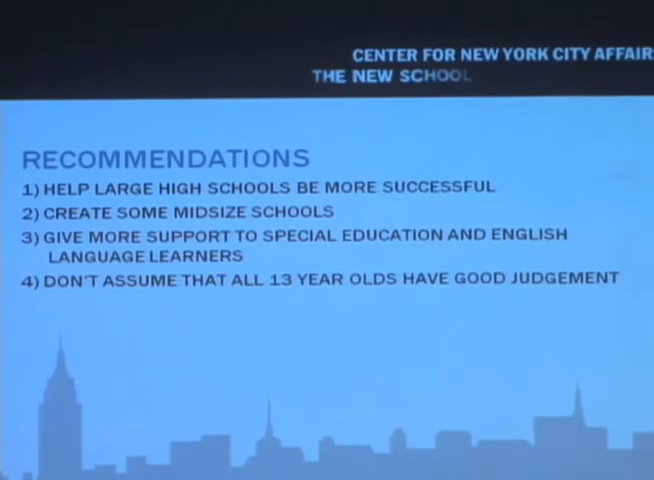 CENTER FOR NEW YORK CITY AFFAIRS
THE NEW SCHOOL
RECOMMENDATIONS
1) HELP LARGE HIGH SCHOOLS BE MORE SUCCESSFUL
2) CREATE SOME MIDSIZE SCHOOLS
3) GIVE MORE SUPPORT TO SPECIAL EDUCATION AND ENGLISH
LANGUAGE LEARNERS
4) DON'T ASSUME THAT ALL 13 YEAR OLDS HAVE GOOD JUDGEMENT